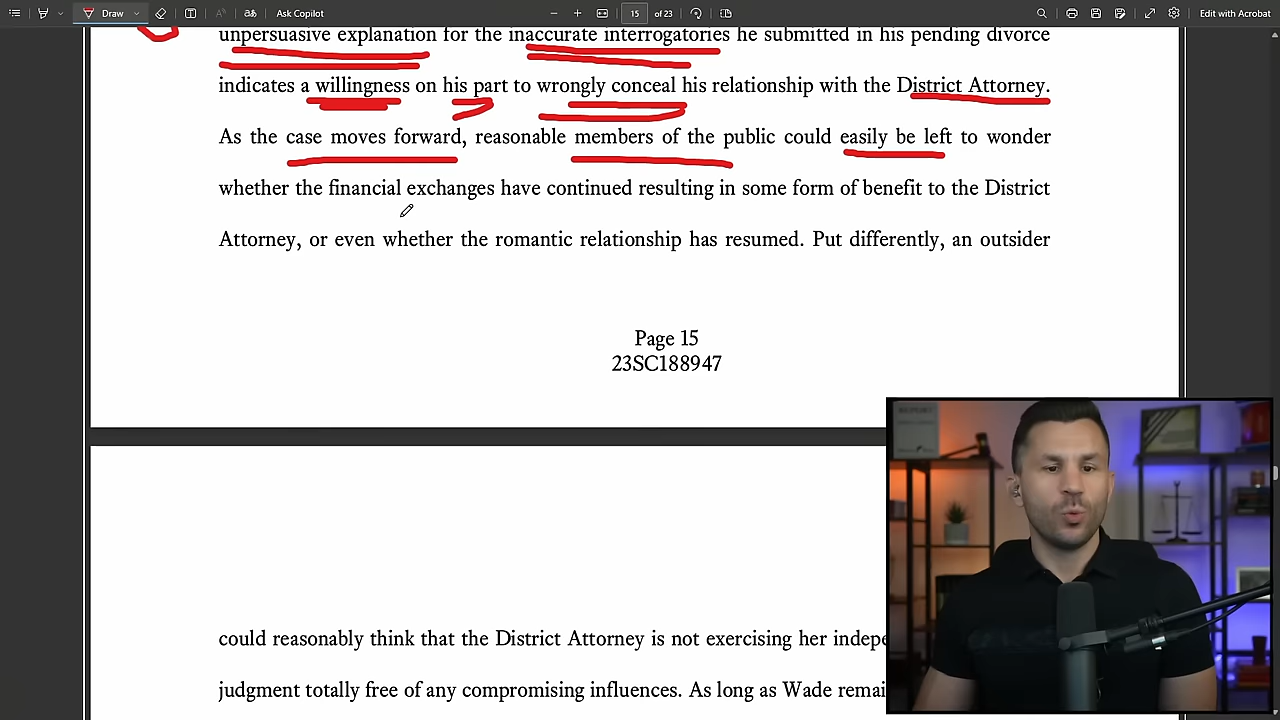 Draw Ask Copilot 15 of 23 Edit with Acrobat
unpersuasive explanation for the inaccurate interrogatories he submitted in his pending divorce
indicates a willingness on his part to wrongly conceal his relationship with the District Attorney.
As the case moves forward, reasonable members of the public could easily be left to wonder
whether the financial exchanges have continued resulting in some form of benefit to the District
Attorney, or even whether the romantic relationship has resumed. Put differently, an outsider
Page 15
23SC188947
could reasonably think that the District Attorney is not exercising her indepe
judgment totally free of any compromising influences. As long as Wade remai